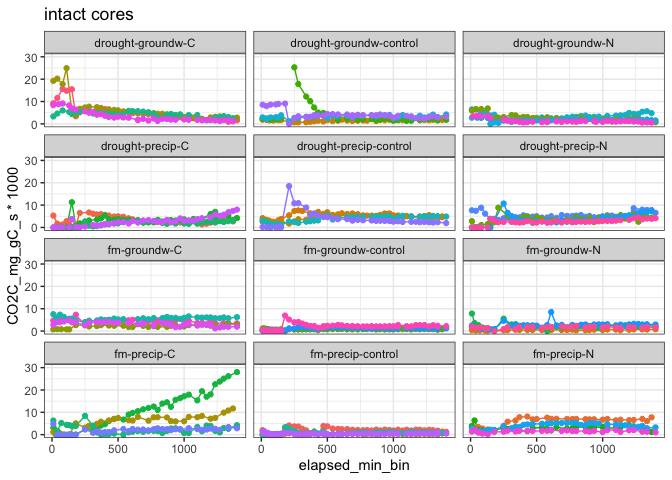 intact cores
drought-groundw-C
drought-groundw-control
drought-groundw-N
30
20
10
0
drought-precip-C
drought-precip-control
drought-precip-N
30
20
10
0
fm-groundw-C
fm-groundw-control
fm-groundw-N
30
20
10
0
fm-precip-C
fm-precip-control
fm-precip-N
30
20
10
0
0 500 1000 0 500 1000 0 500 1000
elapsed_min_bin
CO2C_mg_gC_s * 1000